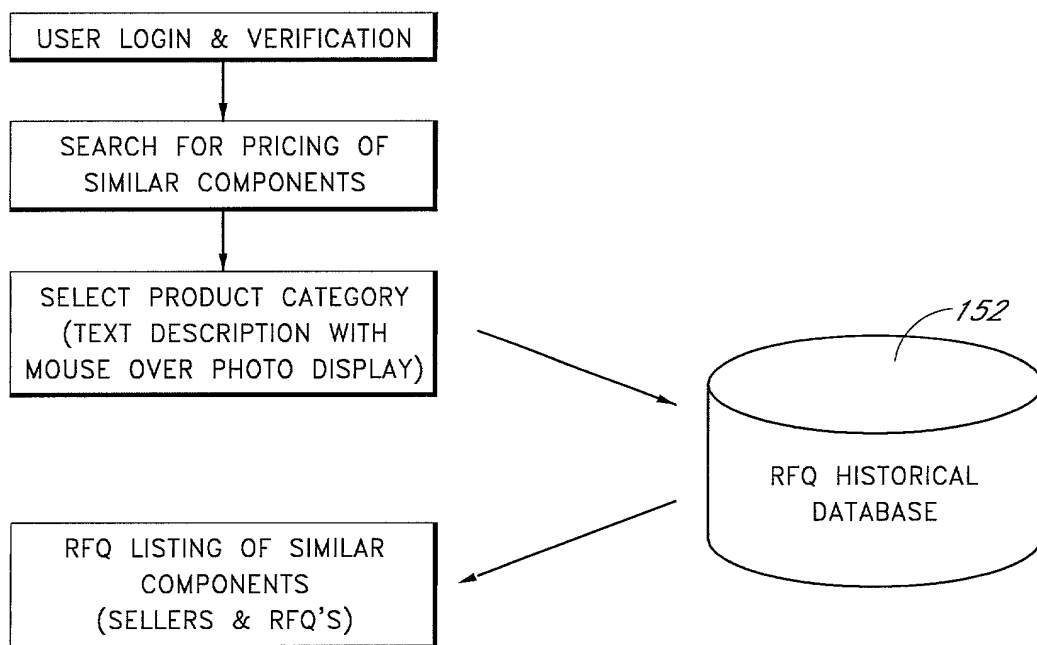 USER LOGIN & VERIFICATION
SEARCH FOR PRICING OF
SIMILAR COMPONENTS
SELECT PRODUCT CATEGORY
(TEXT DESCRIPTION WITH
MOUSE OVER PHOTO DISPLAY)
152
RFQ HISTORICAL
DATABASE
RFQ LISTING OF SIMILAR
COMPONENTS
(SELLERS & RFQ'S)